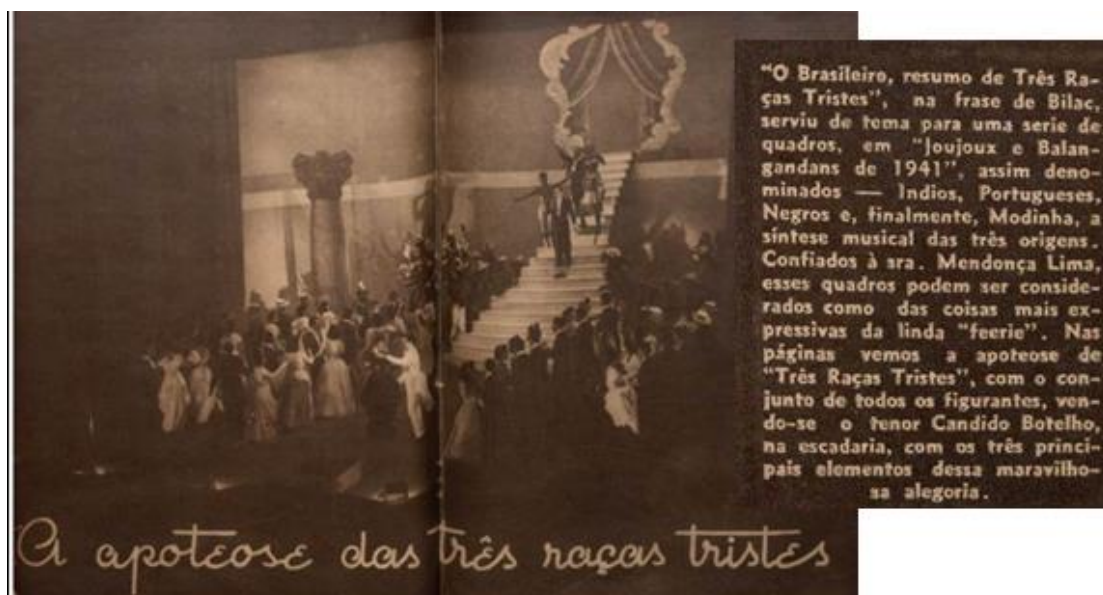 "O Brasileiro, resumo de Três Ra-
ças Tristes", na frase de Bilac,
serviu de tema para uma serie de
quadros, em "Joujoux e Balan-
gandans de 1941", assim deno-
minados — Indios, Portugueses,
Negros e, finalmente, Modinha, a
síntese musical das três origens.
Confiados à sra. Mendonça Lima,
esses quadros podem ser conside-
rados como das coisas mais ex-
pressivas da linda "feerie". Nas
páginas vemos a apoteose de
"Três Raças Tristes", com o con-
junto de todos os figurantes, ven-
do-se o tenor Candido Botelho,
na escadaria, com os três princi-
pais elementos dessa maravilho-
sa alegoria.
A apoteose das três raças tristes